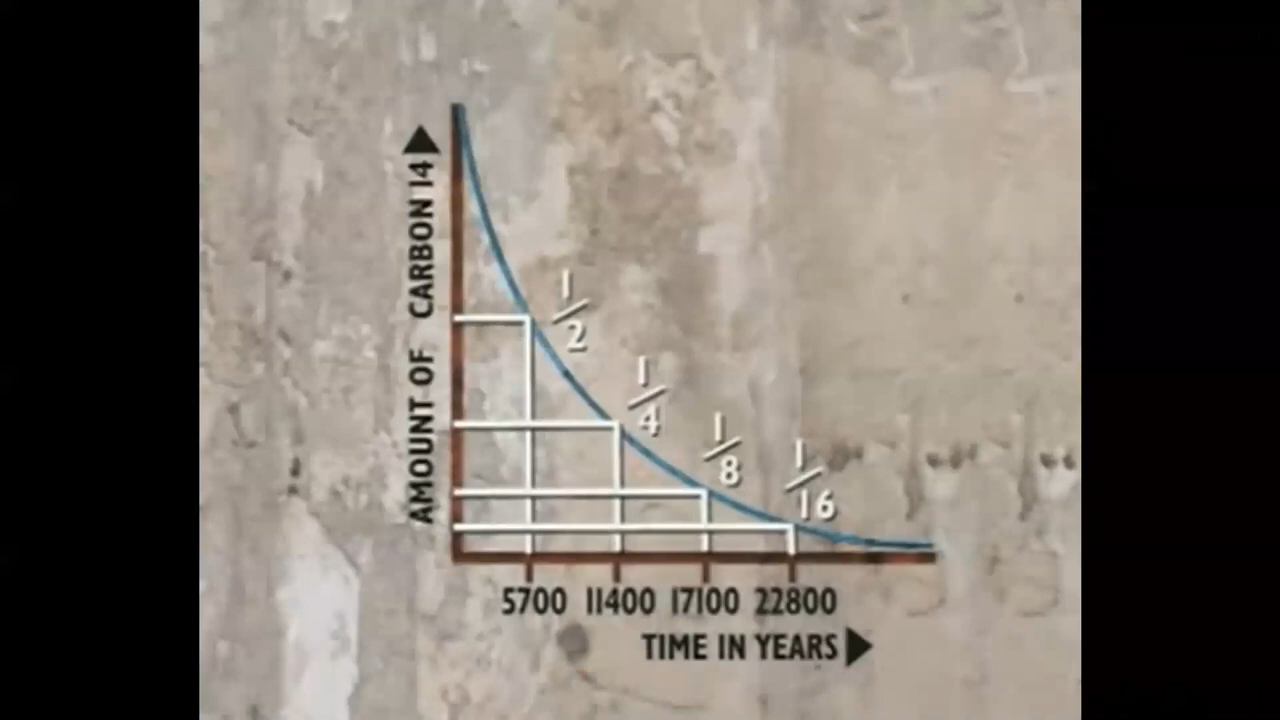 AMOUNT OF CARBON 14
1/2
1/4
1/8
1/16
5700 11400 17100 22800
TIME IN YEARS